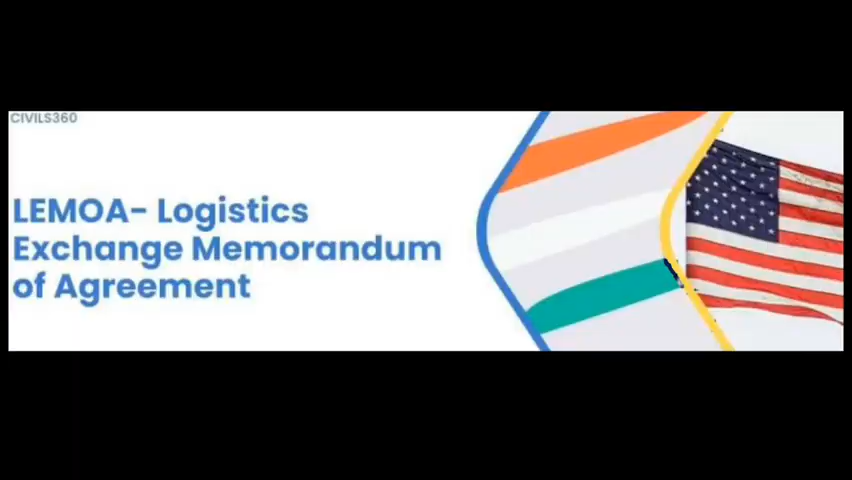 CIVILS360
LEMOA- Logistics
Exchange Memorandum
of Agreement